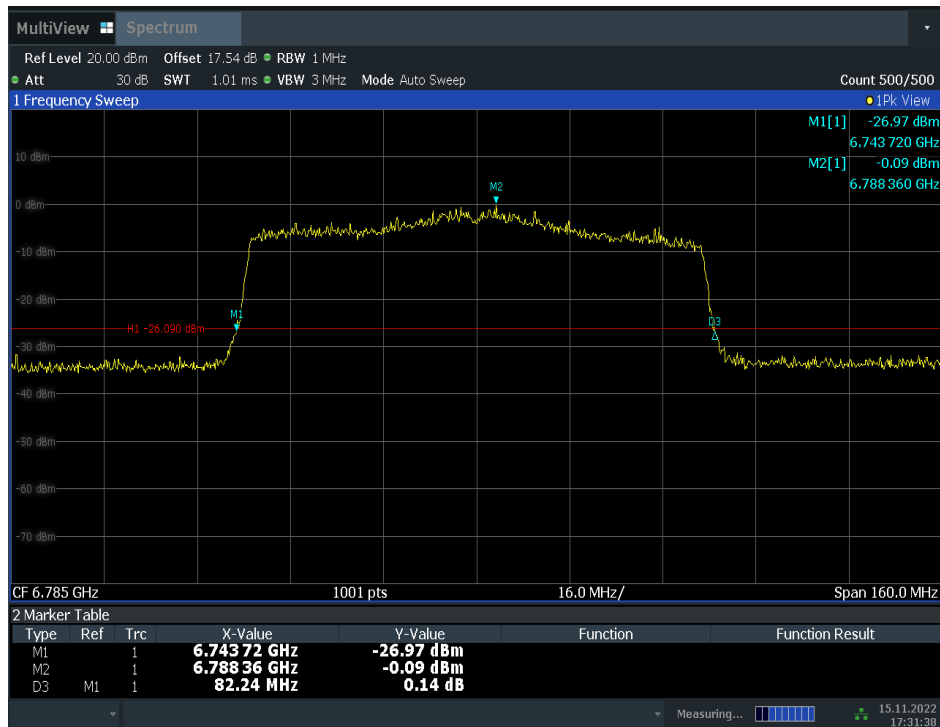 MultiView Spectrum
Ref Level 20.00 dBm Offset 17.54 dB RBW 1 MHz
Att 30 dB SWT 1.01 ms VBW 3 MHz Mode Auto Sweep Count 500/500
1 Frequency Sweep 1Pk View
M1[1] -26.97 dBm
6.743 720 GHz
10 dBm
M2[1] -0.09 dBm
6.788 360 GHz
M2
0 dBm
-10 dBm
-20 dBm
M1
D3
H1 -26.090 dBm
-30 dBm
-40 dBm
-50 dBm
-60 dBm
-70 dBm
CF 6.785 GHz 1001 pts 16.0 MHz/ Span 160.0 MHz
2 Marker Table
Type Ref Trc X-Value Y-Value Function Function Result
M1 1 6.743 72 GHz -26.97 dBm
M2 1 6.788 36 GHz -0.09 dBm
D3 M1 1 82.24 MHz 0.14 dB
Measuring... 15.11.2022
17:31:38